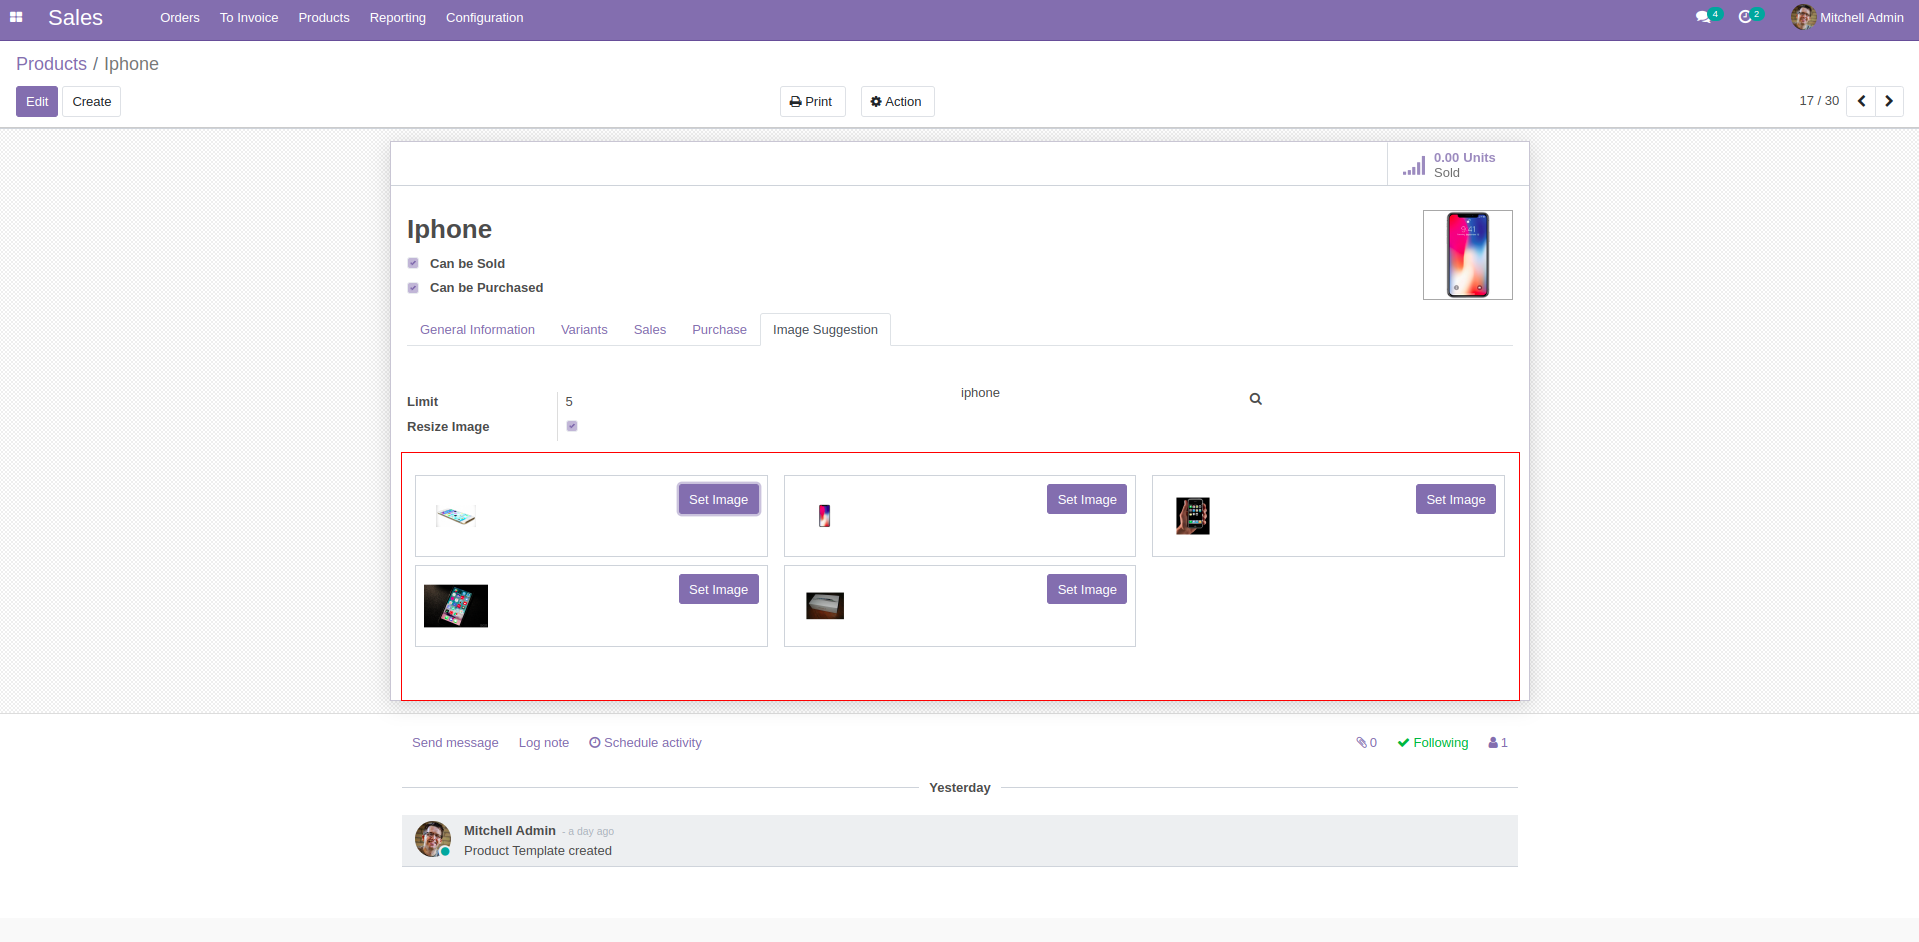 Sales Orders To Invoice Products Reporting Configuration 4 2 Mitchell Admin
Products / Iphone
Edit Create Print Action 17 / 30
0.00 Units
Sold
9:41
Iphone
Can be Sold
Can be Purchased
General Information Variants Sales Purchase Image Suggestion
Limit 5 iphone
Resize Image
Set Image Set Image Set Image
Set Image Set Image
Send message Log note Schedule activity 0 Following 1
Yesterday
Mitchell Admin - a day ago
Product Template created